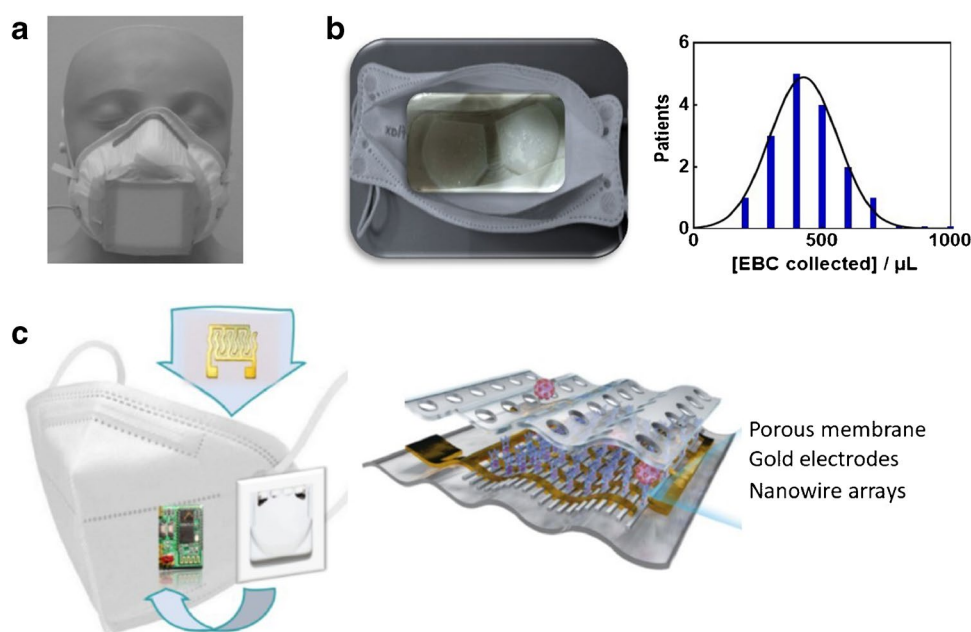 a
b
6
4
2
0
Patients
0
500
1000
[EBC collected] / µL
c
Porous membrane
Gold electrodes
Nanowire arrays